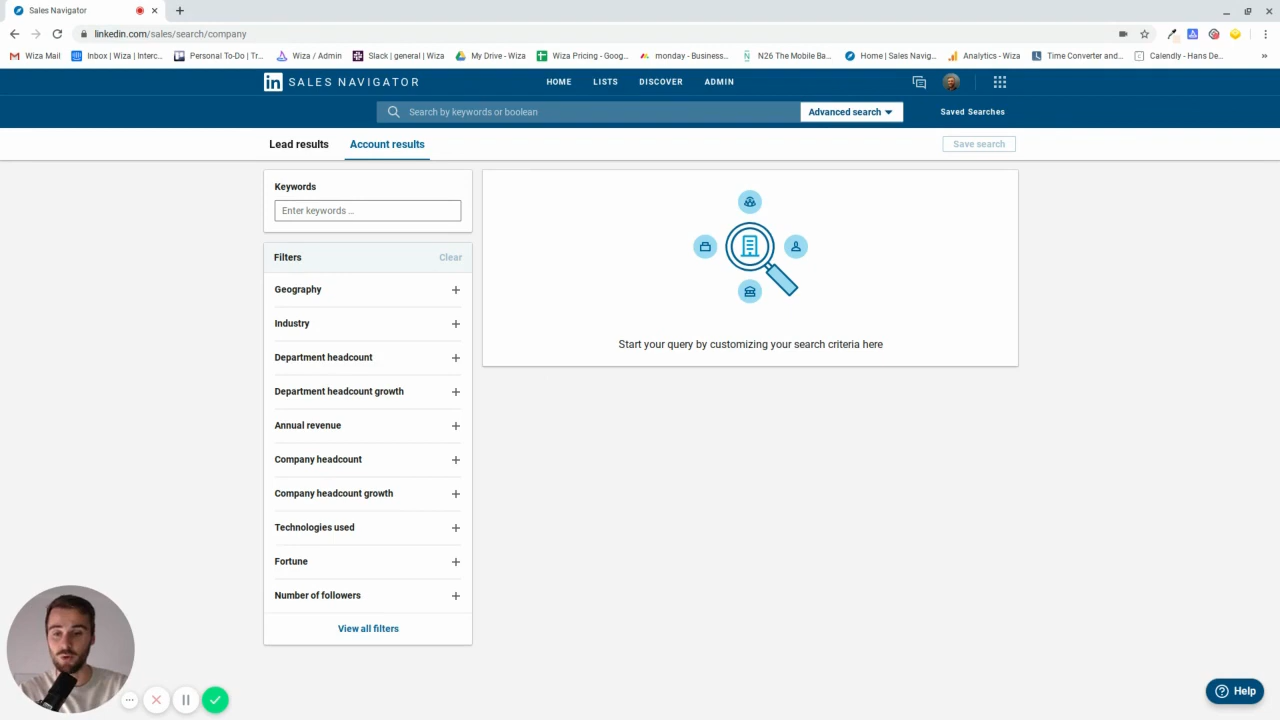 Sales Navigator
linkedin.com/sales/search/company
Wiza Mail
Inbox | Wiza | Interc...
Personal To-Do | Tr...
Wiza / Admin
Slack | general | Wiza
My Drive - Wiza
Wiza Pricing - Goog...
monday - Business...
N26 The Mobile Ba...
Home | Sales Navig...
Analytics - Wiza
Time Converter and...
Calendly - Hans De...
»
in SALES NAVIGATOR
HOME
LISTS
DISCOVER
ADMIN
Search by keywords or boolean
Advanced search
Saved Searches
Lead results
Account results
Save search
Keywords
Enter keywords ...
Filters
Clear
Geography +
Industry +
Department headcount +
Department headcount growth +
Annual revenue +
Company headcount +
Company headcount growth +
Technologies used +
Fortune +
Number of followers +
View all filters
Start your query by customizing your search criteria here
Help